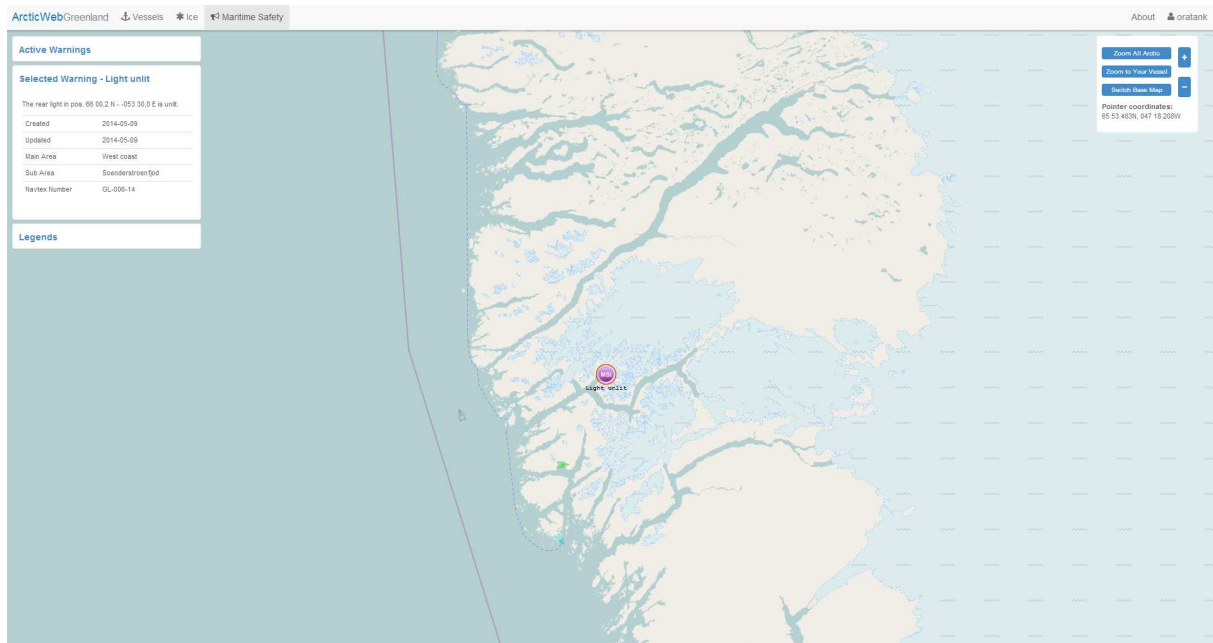 ArcticWebGreenland Vessels Ice Maritime Safety About oratank
Active Warnings
Selected Warning - Light unlit
The rear light in pos. 66 00,2 N - -053 30,0 E is unlit.
Created 2014-05-09
Updated 2014-05-09
Main Area West coast
Sub Area Soenderstroenfjod
Navtex Number GL-006-14
Legends
Zoom All Arctic +
Zoom to Your Vessel
Switch Base Map -
Pointer coordinates:
65 53.483N, 047 18.208W
MSI
Light unlit